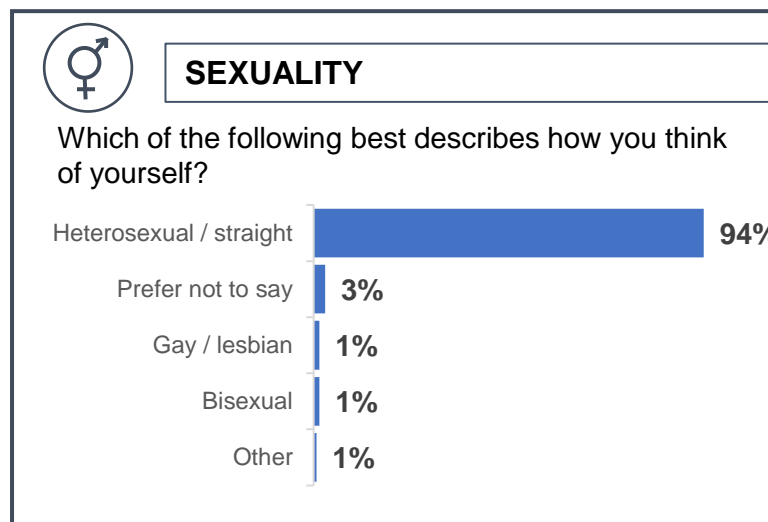 SEXUALITY
Which of the following best describes how you think
of yourself?
Heterosexual / straight 94%
Prefer not to say 3%
Gay / lesbian 1%
Bisexual 1%
Other 1%